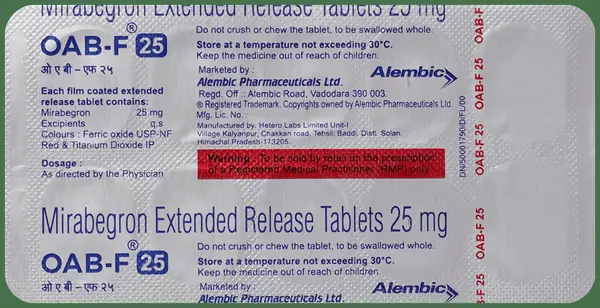 Mirabegron Extended Release Tablets 25 mg
OAB-F® 25
ओ ए बी - एफ २५
Each film coated extended
release tablet contains:
Mirabegron 25 mg
Excipients q.s
Colours : Ferric oxide USP-NF
Red & Titanium Dioxide IP
Dosage :
As directed by the Physician
Do not crush or chew the tablet, to be swallowed whole.
Store at a temperature not exceeding 30°C.
Keep the medicine out of reach of children.
Marketed by :
Alembic Pharmaceuticals Ltd.
Alembic
Regd. Off : Alembic Road, Vadodara 390 003.
® Registered Trademark. Copyrights owned by Alembic Pharmaceuticals Ltd.
Mfg. Lic. No.
Manufactured by: Hetero Labs Limited Unit-I
Village Kalyanpur, Chakkan road, Tehsil: Baddi, Distt. Solan,
Himachal Pradesh-173205.
Warning : To be sold by retail on the prescription
of a Registered Medical Practitioner (RMP) only.
DN/50001790/D/FL/00
OAB-F 25
OAB-F 25
OAB-F 25
Mirabegron Extended Release Tablets 25 mg
OAB-F® 25
ओ ए बी - एफ २५
Do not crush or chew the tablet, to be swallowed whole.
Store at a temperature not exceeding 30°C.
Keep the medicine out of reach of children.
Marketed by :
Alembic Pharmaceuticals Ltd.
Alembic